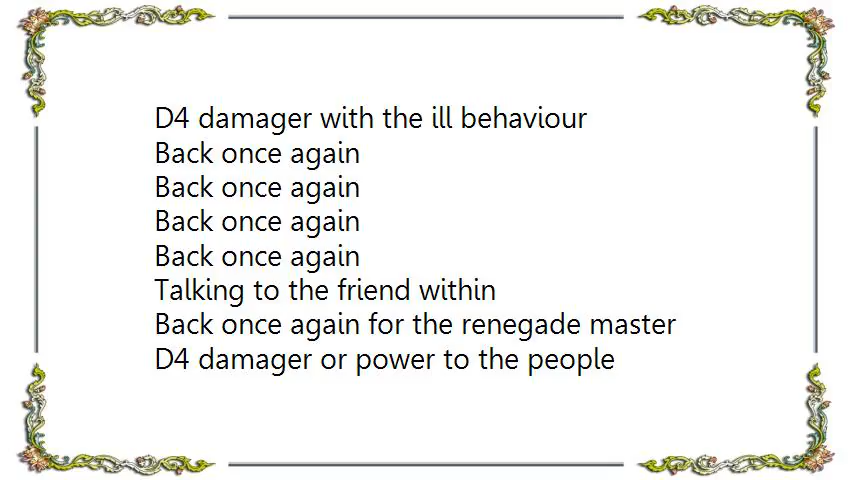 D4 damager with the ill behaviour
Back once again
Back once again
Back once again
Back once again
Talking to the friend within
Back once again for the renegade master
D4 damager or power to the people